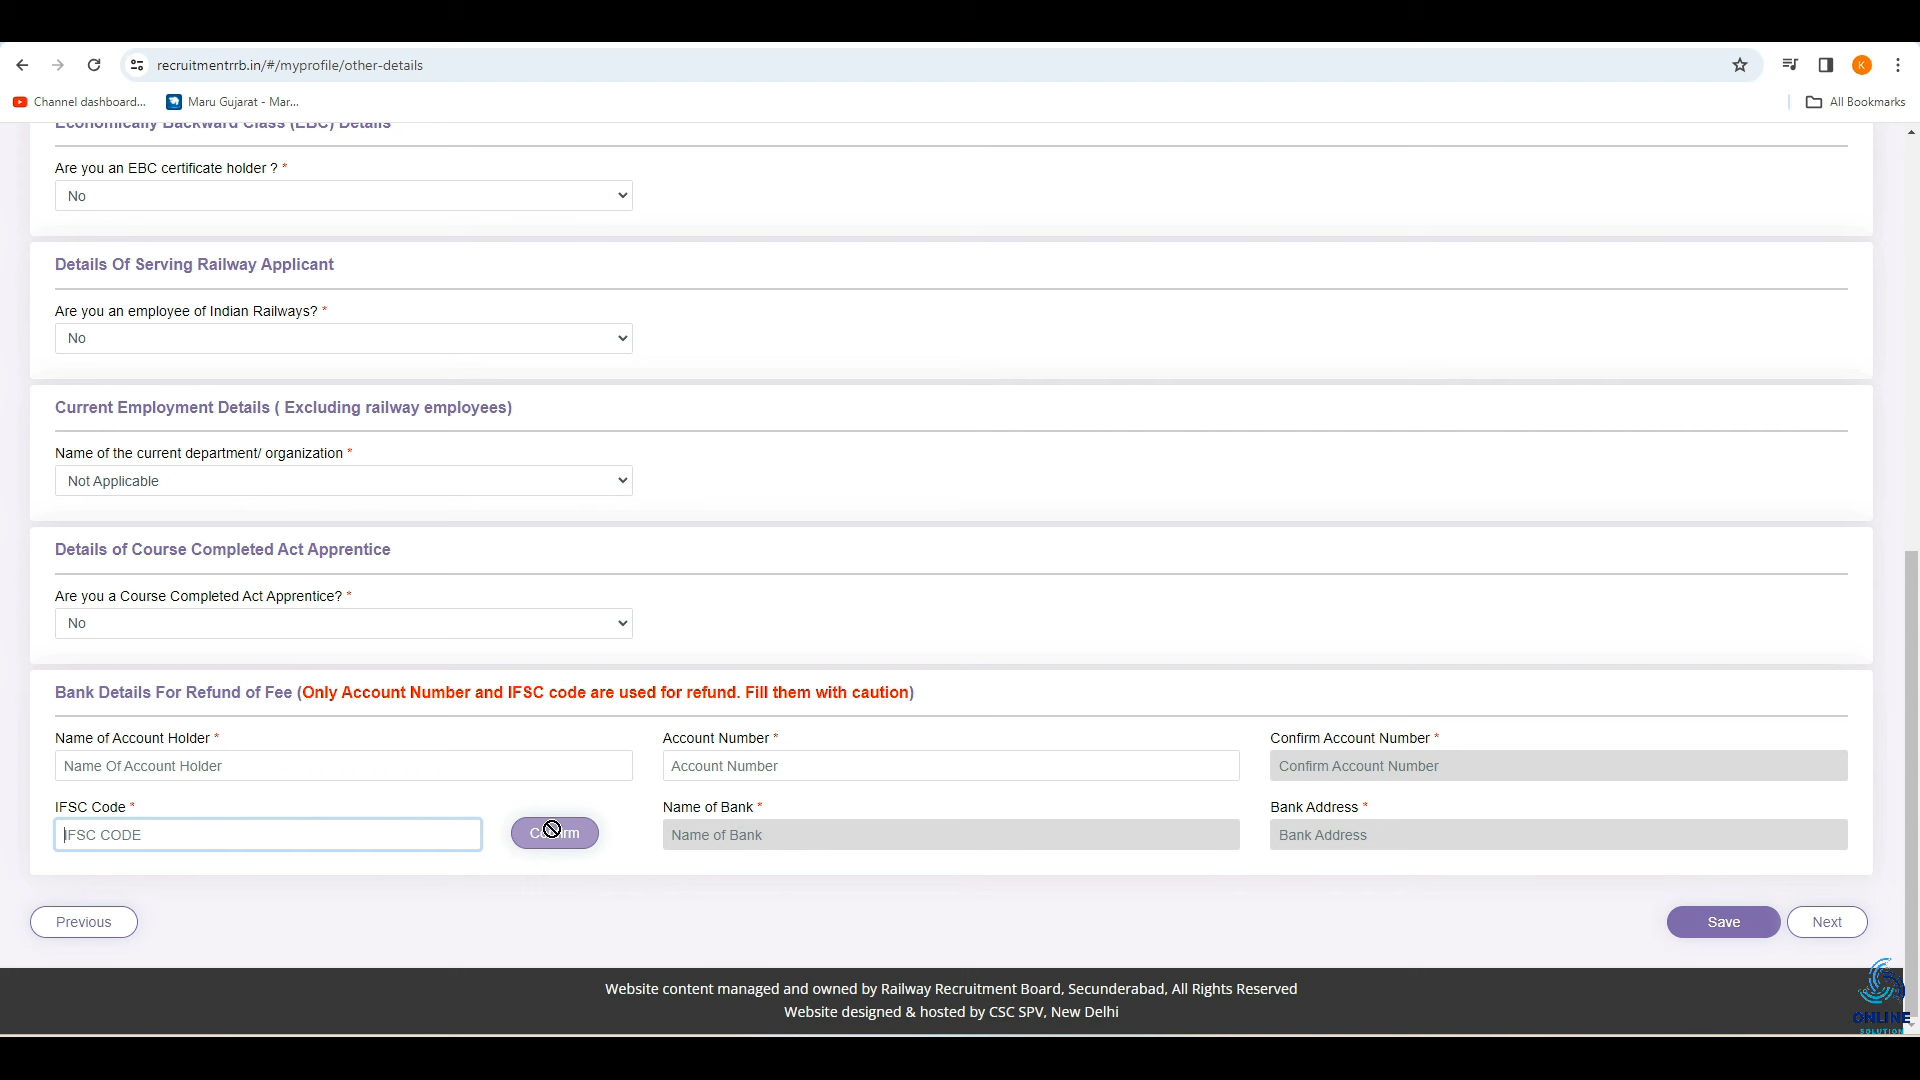 recruitmentrrb.in/#/myprofile/other-details
K
Channel dashboard...
Maru Gujarat - Mar...
All Bookmarks
Economically Backward Class (EBC) Details
Are you an EBC certificate holder ? *
No
Details Of Serving Railway Applicant
Are you an employee of Indian Railways? *
No
Current Employment Details ( Excluding railway employees)
Name of the current department/ organization *
Not Applicable
Details of Course Completed Act Apprentice
Are you a Course Completed Act Apprentice? *
No
Bank Details For Refund of Fee (Only Account Number and IFSC code are used for refund. Fill them with caution)
Name of Account Holder * Account Number * Confirm Account Number *
Name Of Account Holder Account Number Confirm Account Number
IFSC Code * Name of Bank * Bank Address *
IFSC CODE Confirm Name of Bank Bank Address
Previous Save Next
Website content managed and owned by Railway Recruitment Board, Secunderabad, All Rights Reserved
Website designed & hosted by CSC SPV, New Delhi
ONLINE
SOLUTION